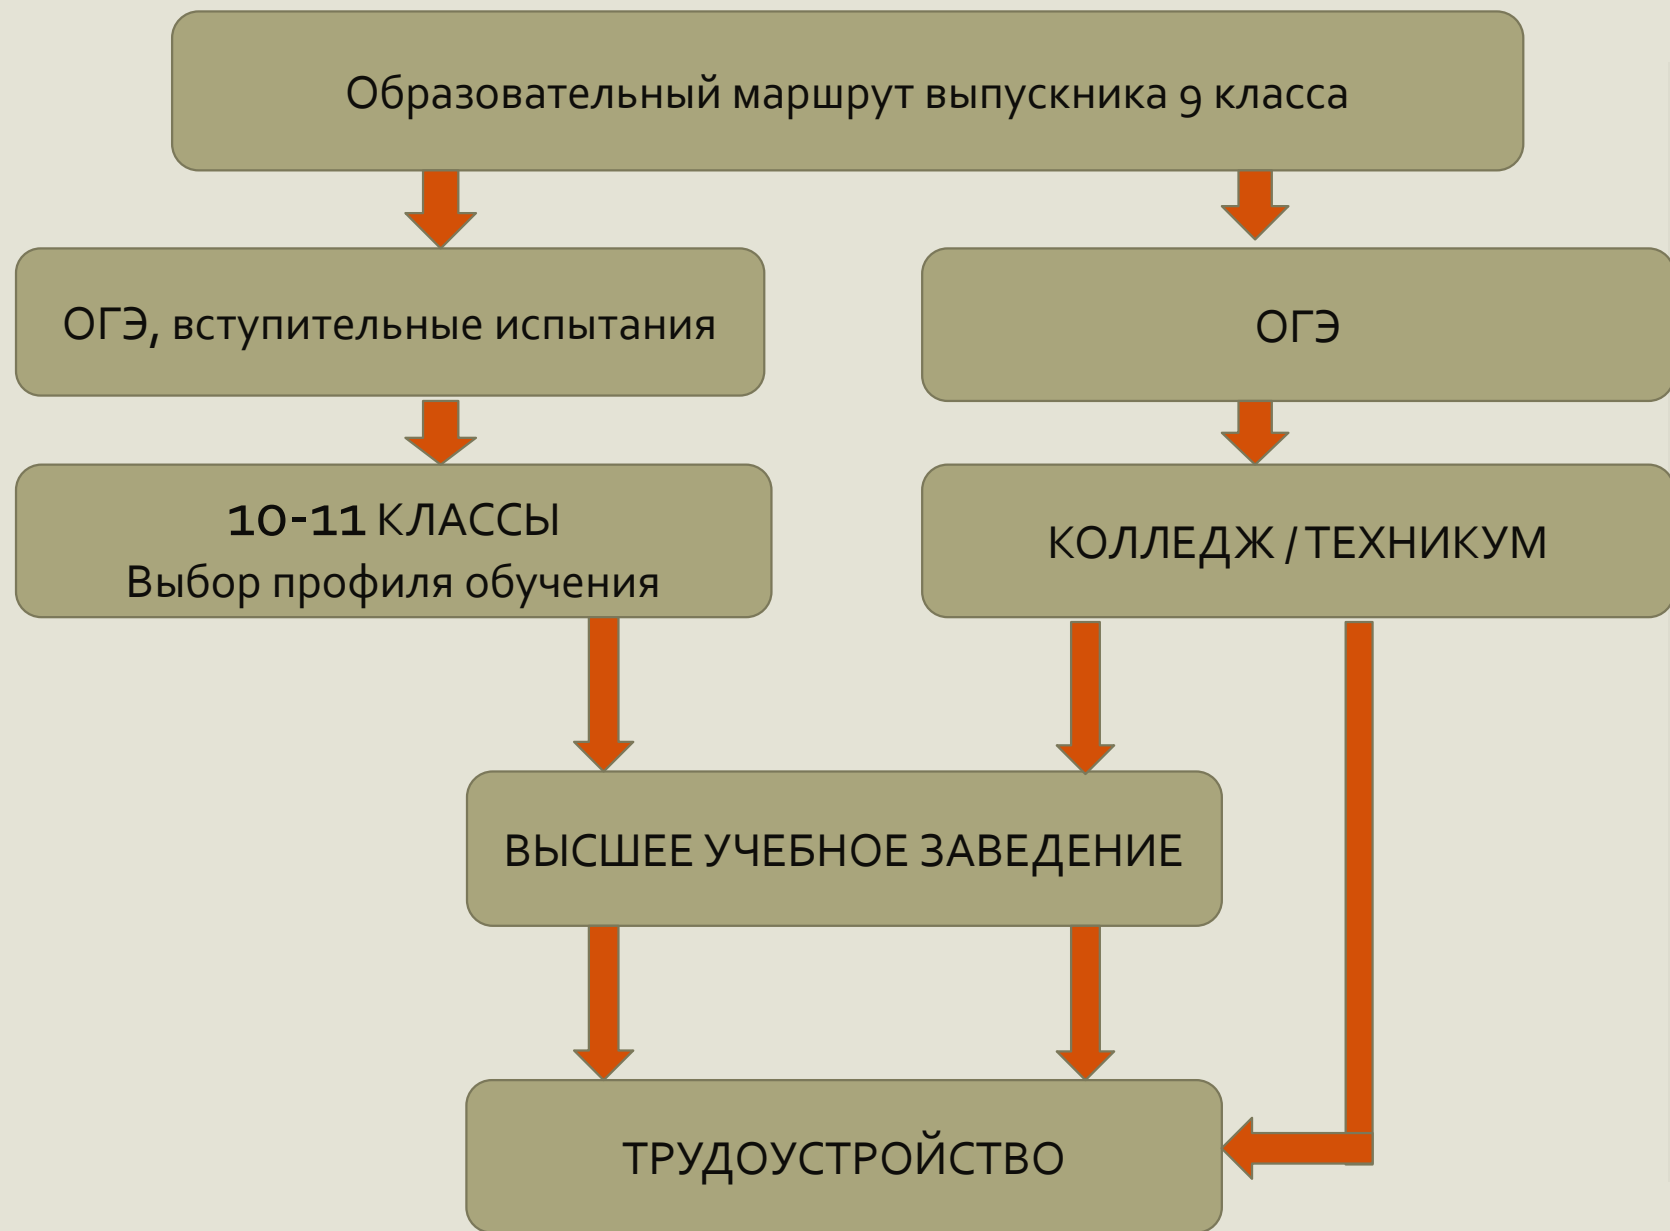 Образовательный маршрут выпускника 9 класса
ОГЭ, вступительные испытания
ОГЭ
10-11 КЛАССЫ
Выбор профиля обучения
КОЛЛЕДЖ / ТЕХНИКУМ
ВЫСШЕЕ УЧЕБНОЕ ЗАВЕДЕНИЕ
ТРУДОУСТРОЙСТВО